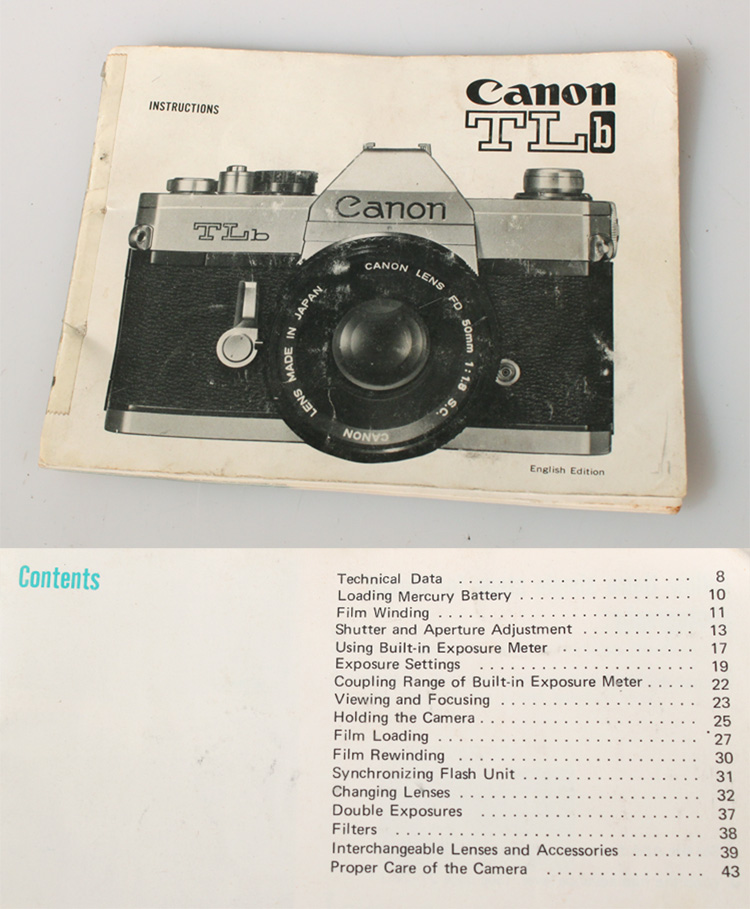 INSTRUCTIONS
Canon
TLb
Canon
TLb
CANON LENS FD 50mm 1:1.8 S.C.
CANON LENS MADE IN JAPAN
English Edition
Contents
Technical Data . . . . . . . . . . . . . . . . . . . . . . . 8
Loading Mercury Battery . . . . . . . . . . . . . . . . . 10
Film Winding . . . . . . . . . . . . . . . . . . . . . . . . . 11
Shutter and Aperture Adjustment . . . . . . . . . . . 13
Using Built-in Exposure Meter . . . . . . . . . . . . . 17
Exposure Settings . . . . . . . . . . . . . . . . . . . . . 19
Coupling Range of Built-in Exposure Meter . . . . . 22
Viewing and Focusing . . . . . . . . . . . . . . . . . . . 23
Holding the Camera . . . . . . . . . . . . . . . . . . . . 25
Film Loading . . . . . . . . . . . . . . . . . . . . . . . . . 27
Film Rewinding . . . . . . . . . . . . . . . . . . . . . . . 30
Synchronizing Flash Unit . . . . . . . . . . . . . . . . . 31
Changing Lenses . . . . . . . . . . . . . . . . . . . . . . . 32
Double Exposures . . . . . . . . . . . . . . . . . . . . . 37
Filters . . . . . . . . . . . . . . . . . . . . . . . . . . . . . 38
Interchangeable Lenses and Accessories . . . . . . . 39
Proper Care of the Camera . . . . . . . . . . . . . . . 43